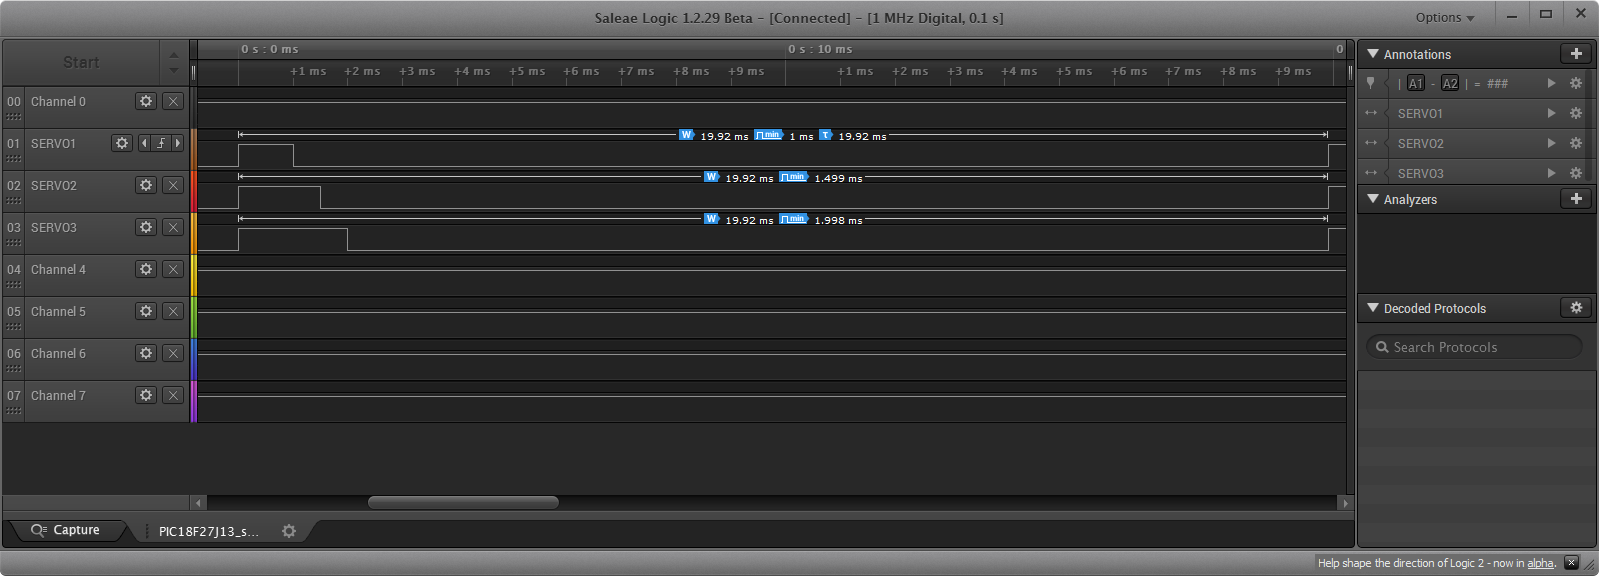 Saleae Logic 1.2.29 Beta - [Connected] - [1 MHz Digital, 0.1 s]
Options
Start
0 s : 0 ms
0 s : 10 ms
0
+1 ms +2 ms +3 ms +4 ms +5 ms +6 ms +7 ms +8 ms +9 ms
+1 ms +2 ms +3 ms +4 ms +5 ms +6 ms +7 ms +8 ms +9 ms
00 Channel 0
01 SERVO1
W 19.92 ms min 1 ms T 19.92 ms
02 SERVO2
W 19.92 ms min 1.499 ms
03 SERVO3
W 19.92 ms min 1.998 ms
04 Channel 4
05 Channel 5
06 Channel 6
07 Channel 7
Capture
PIC18F27J13_s...
Annotations
| A1 - A2 | = ###
SERVO1
SERVO2
SERVO3
Analyzers
Decoded Protocols
Search Protocols
Help shape the direction of Logic 2 - now in alpha.